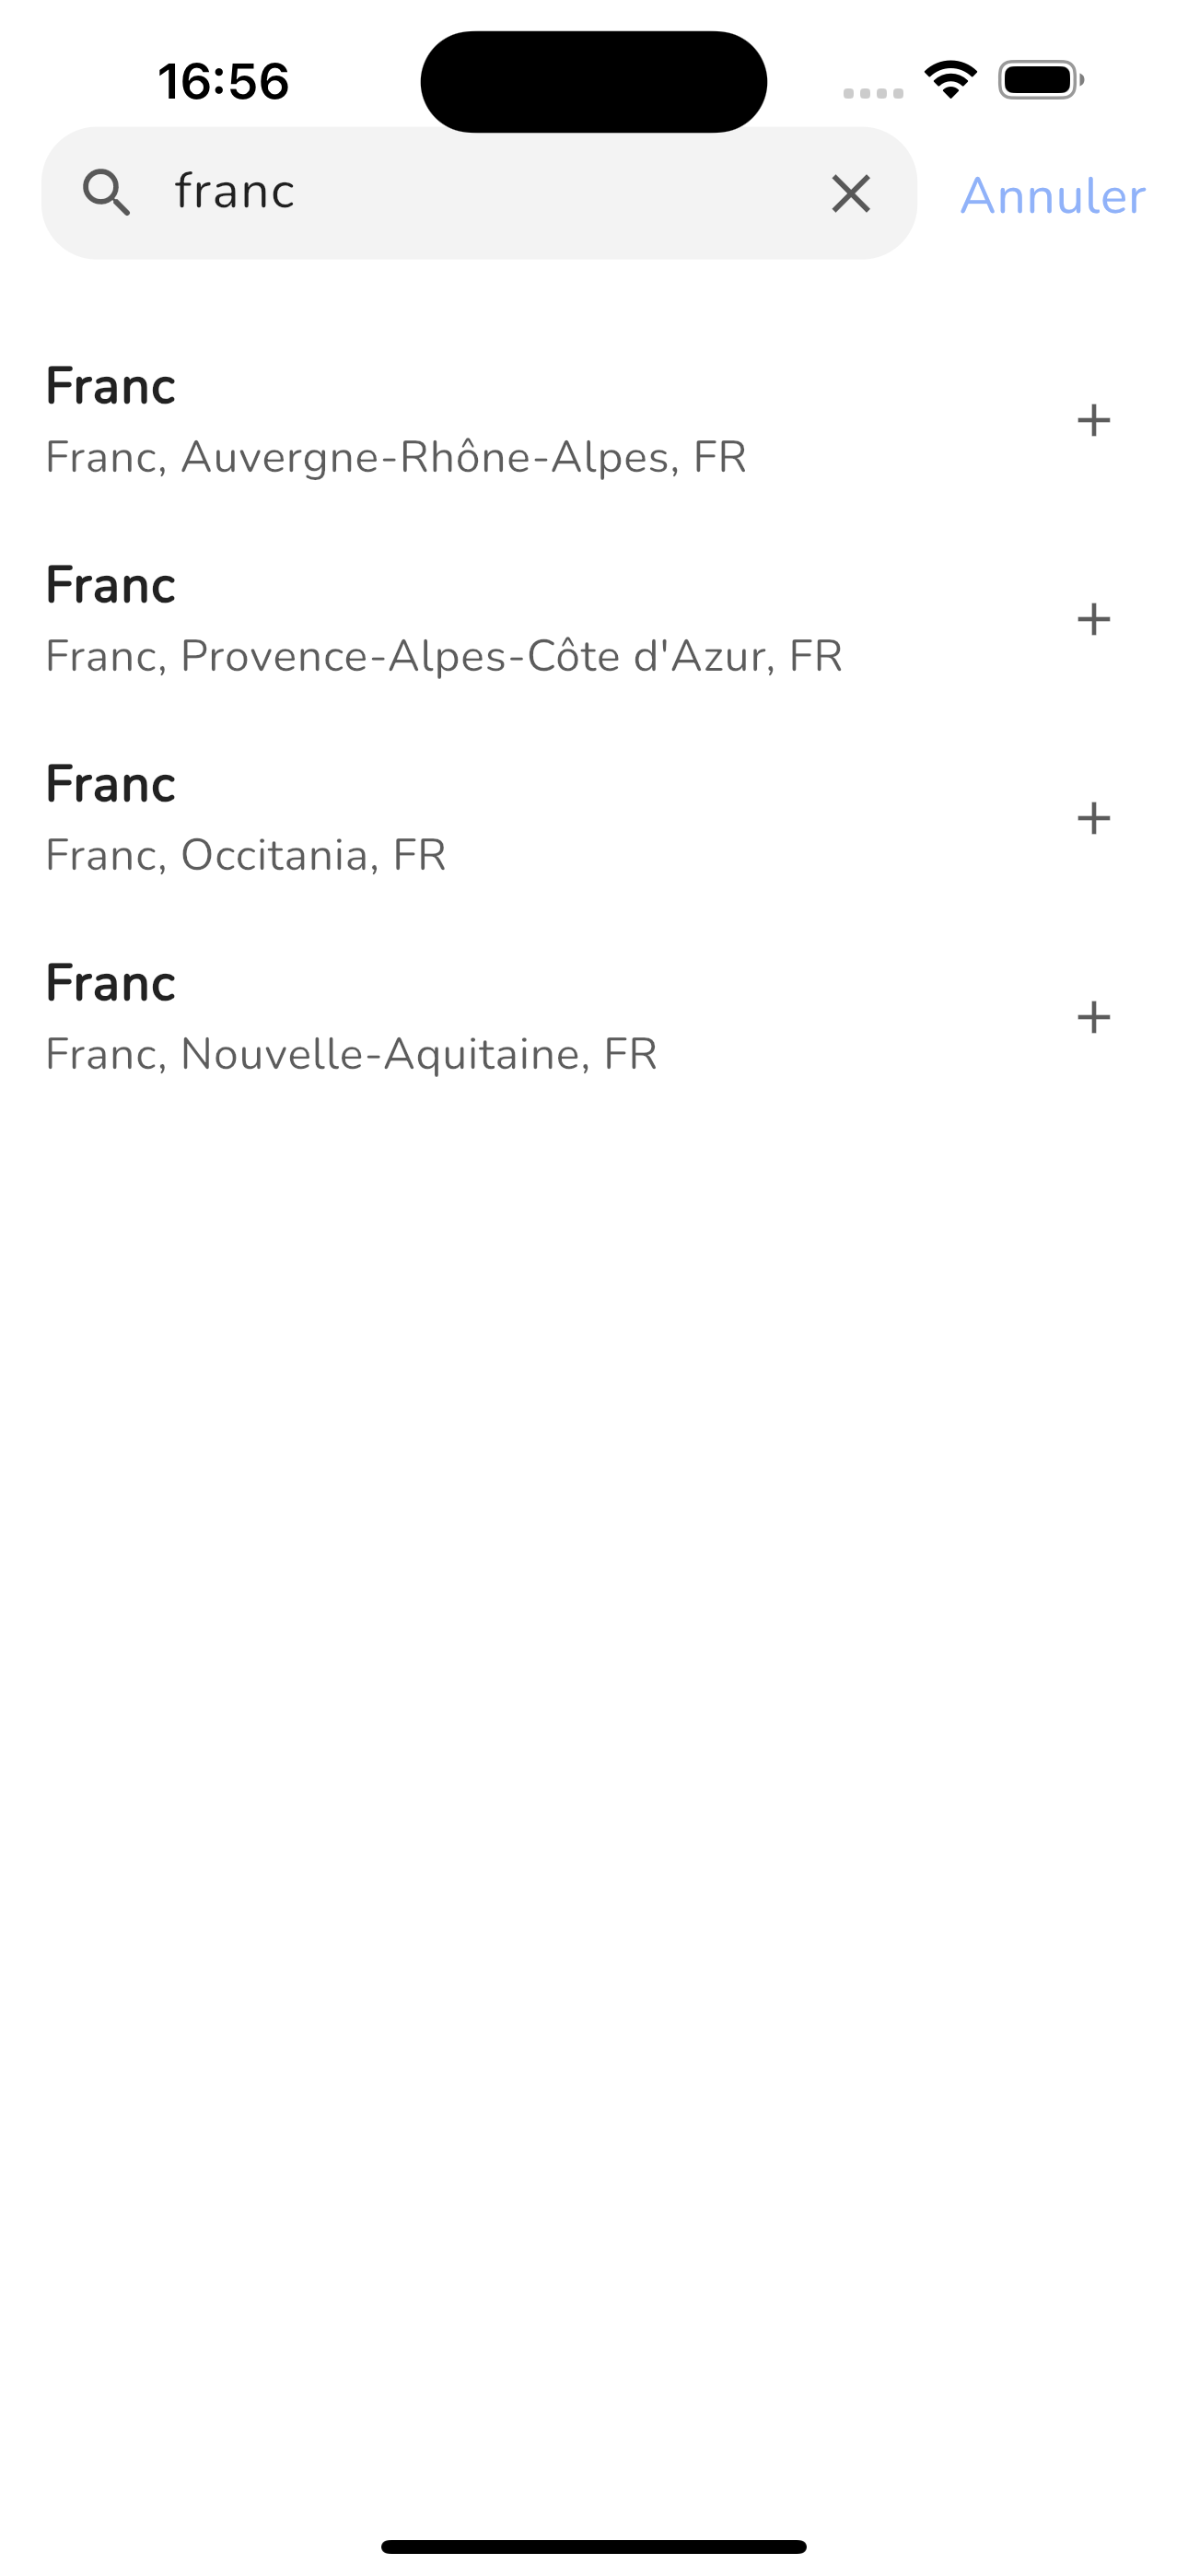 16:56
franc
Annuler
Franc
Franc, Auvergne-Rhône-Alpes, FR
Franc
Franc, Provence-Alpes-Côte d'Azur, FR
Franc
Franc, Occitania, FR
Franc
Franc, Nouvelle-Aquitaine, FR